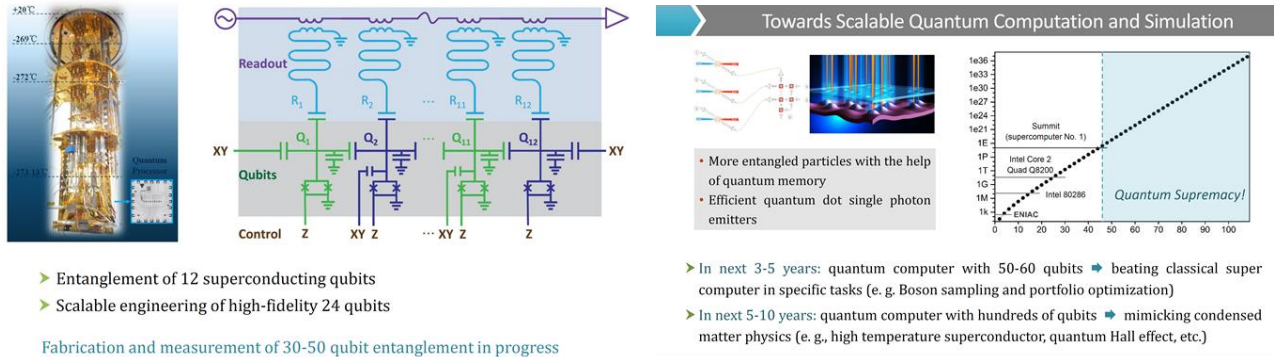 +20℃
-269℃
-272℃
-273.13℃
Quantum
Processor
Readout
R1
R2
...
R11
R12
XY
Q1
Q2
...
Q11
Q12
XY
Qubits
Control
Z
XY Z
... XY Z
Z
➤ Entanglement of 12 superconducting qubits
➤ Scalable engineering of high-fidelity 24 qubits
Fabrication and measurement of 30-50 qubit entanglement in progress
Towards Scalable Quantum Computation and Simulation
• More entangled particles with the help
of quantum memory
• Efficient quantum dot single photon
emitters
1e36
1e33
1e30
1e27
1e24
1e21
1E
1P
1T
1G
1M
1k
Summit
(supercomputer No. 1)
Intel Core 2
Quad Q8200
Intel 80286
ENIAC
Quantum Supremacy!
0 10 20 30 40 50 60 70 80 90 100
➤ In next 3-5 years: quantum computer with 50-60 qubits ➡ beating classical super
computer in specific tasks (e. g. Boson sampling and portfolio optimization)
➤ In next 5-10 years: quantum computer with hundreds of qubits ➡ mimicking condensed
matter physics (e. g., high temperature superconductor, quantum Hall effect, etc.)